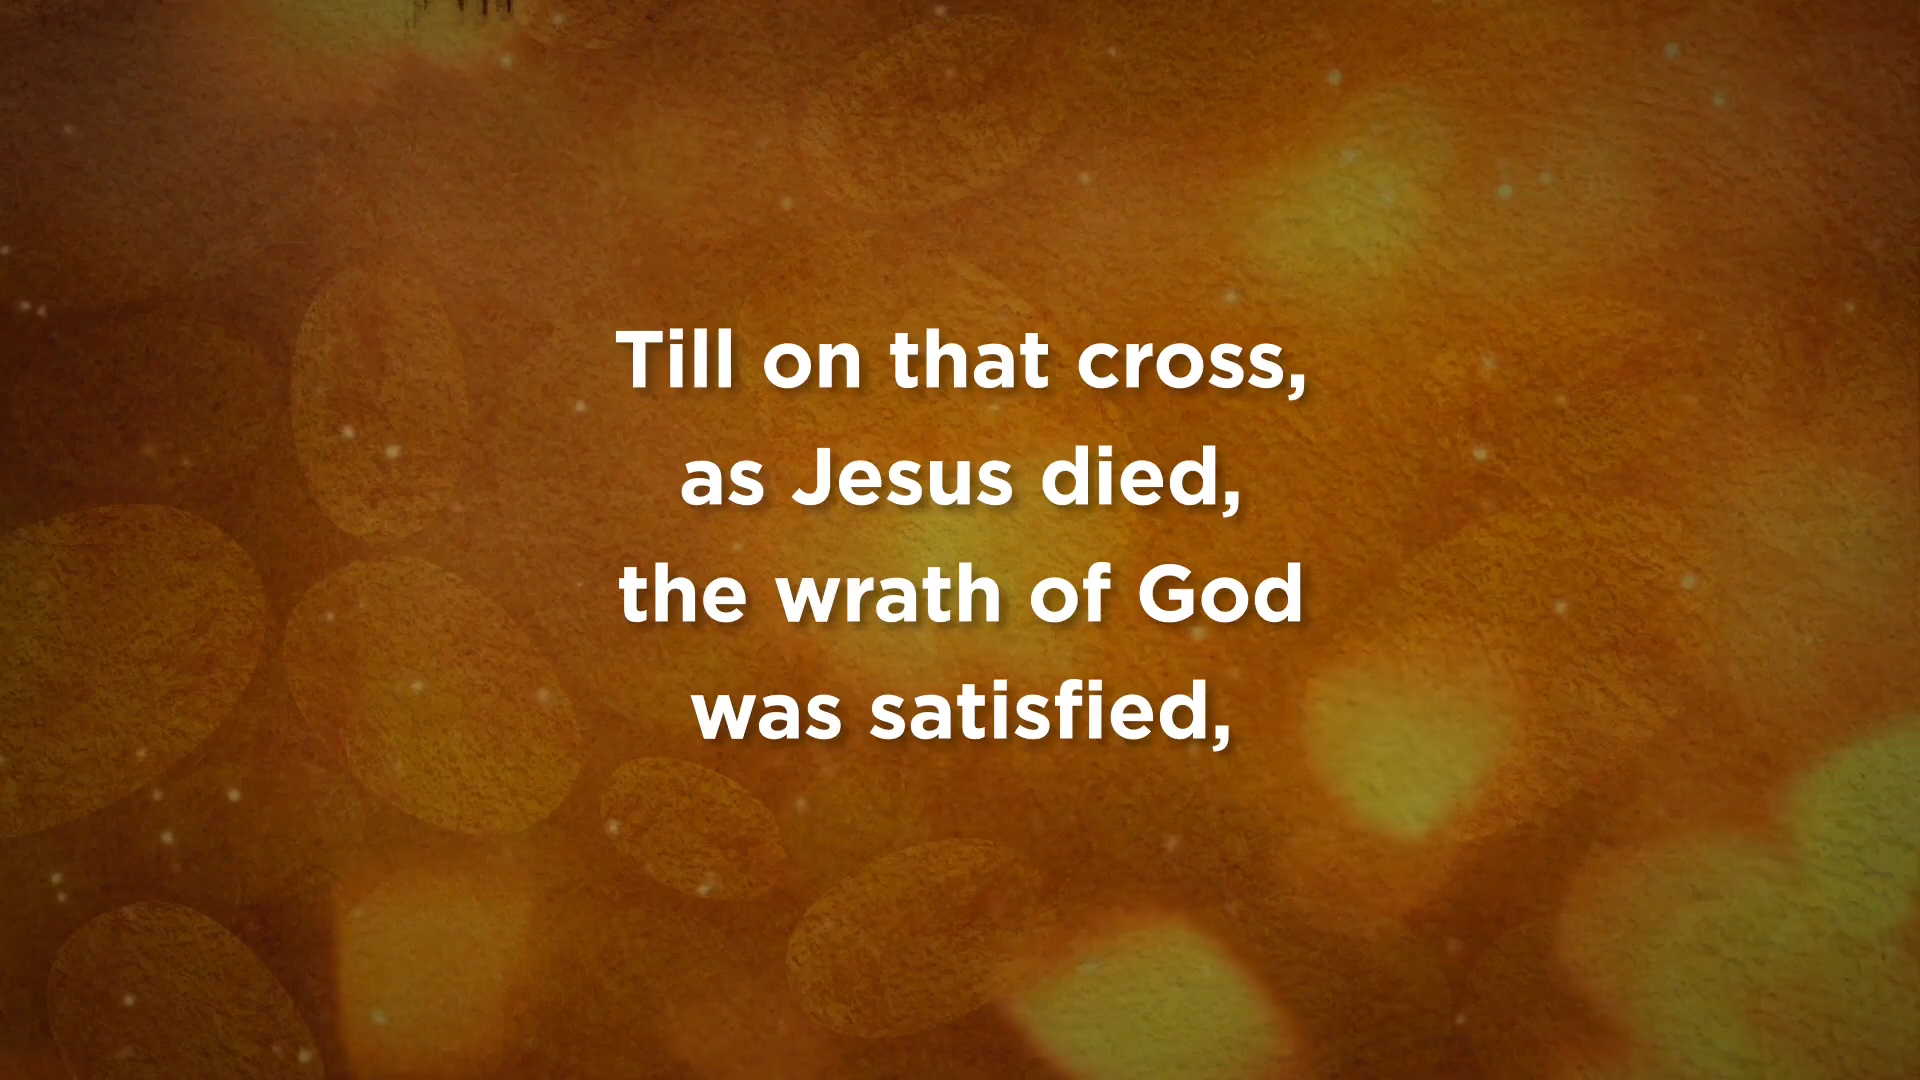 Till on that cross,
as Jesus died,
the wrath of God
was satisfied,